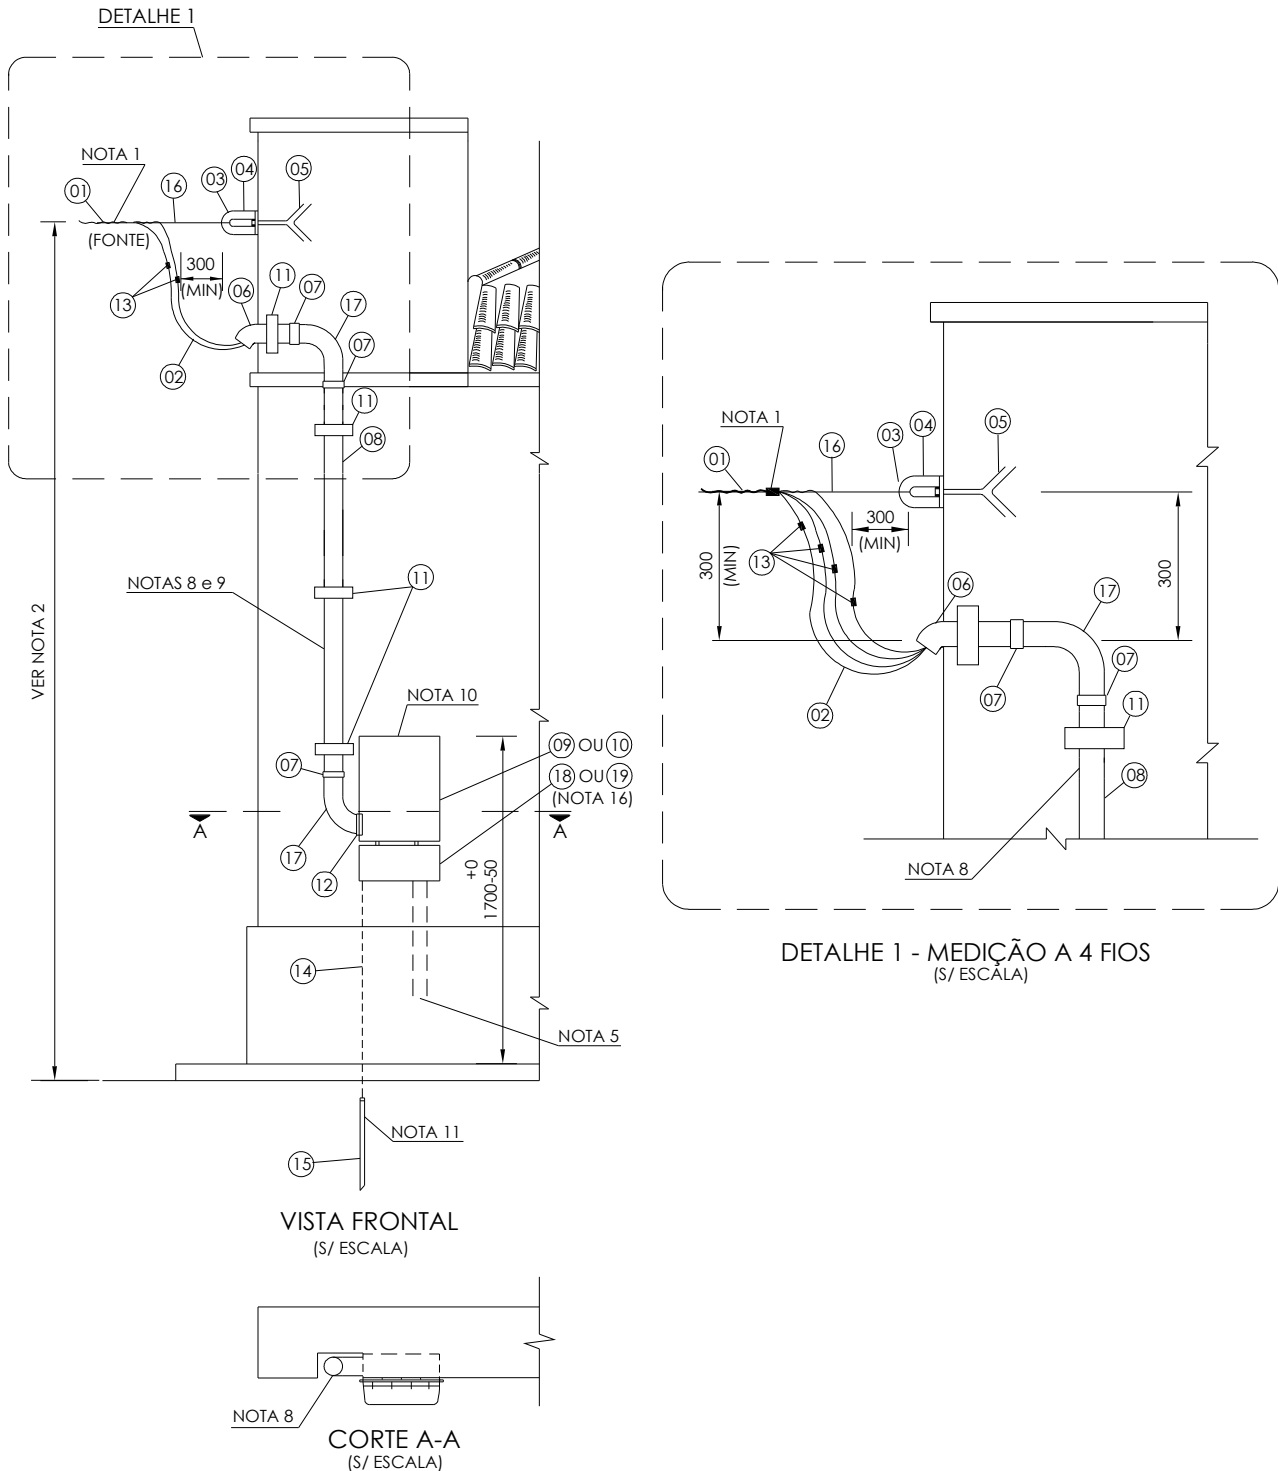 DETALHE 1
NOTA 1
01
16
03
04
05
(FONTE)
300
(MIN)
13
06
11
07
17
07
02
11
08
NOTAS 8 e 9
11
VER NOTA 2
NOTA 10
09 OU 10
18 OU 19
(NOTA 16)
07
A
A
17
12
+0
1700-50
14
NOTA 5
NOTA 11
15
VISTA FRONTAL
(S/ ESCALA)
NOTA 8
CORTE A-A
(S/ ESCALA)
NOTA 1
01
16
03
04
05
300
(MIN)
300
(MIN)
13
06
300
17
07
07
02
11
08
NOTA 8
DETALHE 1 - MEDIÇÃO A 4 FIOS
(S/ ESCALA)